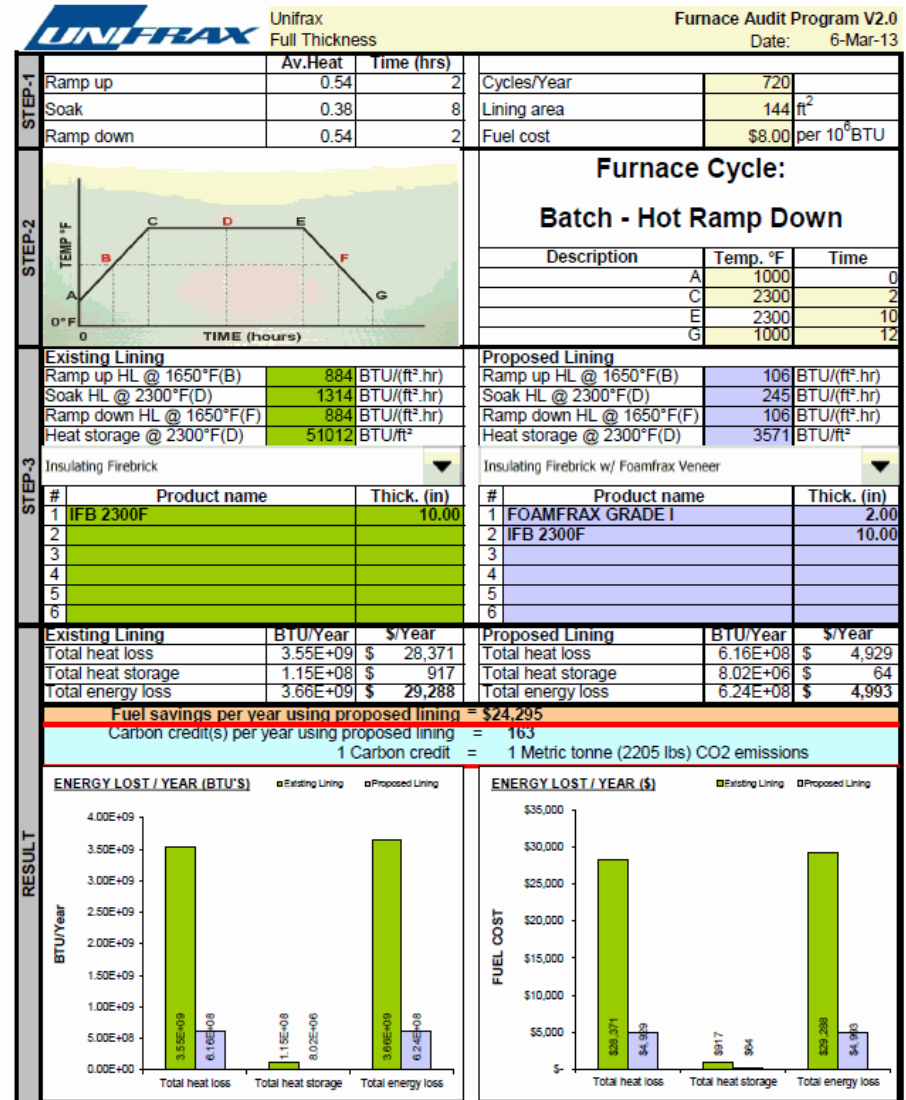 UNIFRAX
Unifrax
Full Thickness
Furnace Audit Program V2.0
Date: 6-Mar-13
STEP-1
Av.Heat Time (hrs)
Ramp up 0.54 2
Soak 0.38 8
Ramp down 0.54 2
Cycles/Year 720
Lining area 144 ft²
Fuel cost $8.00 per 10⁶BTU
STEP-2
TEMP °F
A
B
C
D
E
F
G
0°F
0
TIME (hours)
Furnace Cycle:
Batch - Hot Ramp Down
Description Temp. °F Time
A 1000 0
C 2300 2
E 2300 10
G 1000 12
STEP-3
Existing Lining
Ramp up HL @ 1650°F(B) 884 BTU/(ft².hr)
Soak HL @ 2300°F(D) 1314 BTU/(ft².hr)
Ramp down HL @ 1650°F(F) 884 BTU/(ft².hr)
Heat storage @ 2300°F(D) 51012 BTU/ft²
Insulating Firebrick
# Product name Thick. (in)
1 IFB 2300F 10.00
2
3
4
5
6
Proposed Lining
Ramp up HL @ 1650°F(B) 106 BTU/(ft².hr)
Soak HL @ 2300°F(D) 245 BTU/(ft².hr)
Ramp down HL @ 1650°F(F) 106 BTU/(ft².hr)
Heat storage @ 2300°F(D) 3571 BTU/ft²
Insulating Firebrick w/ Foamfrax Veneer
# Product name Thick. (in)
1 FOAMFRAX GRADE I 2.00
2 IFB 2300F 10.00
3
4
5
6
RESULT
Existing Lining BTU/Year $/Year
Total heat loss 3.55E+09 $ 28,371
Total heat storage 1.15E+08 $ 917
Total energy loss 3.66E+09 $ 29,288
Proposed Lining BTU/Year $/Year
Total heat loss 6.16E+08 $ 4,929
Total heat storage 8.02E+06 $ 64
Total energy loss 6.24E+08 $ 4,993
Fuel savings per year using proposed lining = $24,295
Carbon credit(s) per year using proposed lining = 163
1 Carbon credit = 1 Metric tonne (2205 lbs) CO2 emissions
ENERGY LOST / YEAR (BTU'S) Existing Lining Proposed Lining
BTU/Year
4.00E+09
3.50E+09
3.00E+09
2.50E+09
2.00E+09
1.50E+09
1.00E+09
5.00E+08
0.00E+00
3.55E+09 6.16E+08 1.15E+08 8.02E+06 3.66E+09 6.24E+08
Total heat loss Total heat storage Total energy loss
ENERGY LOST / YEAR ($) Existing Lining Proposed Lining
FUEL COST
$35,000
$30,000
$25,000
$20,000
$15,000
$10,000
$5,000
$-
$28,371 $4,929 $917 $64 $29,288 $4,993
Total heat loss Total heat storage Total energy loss